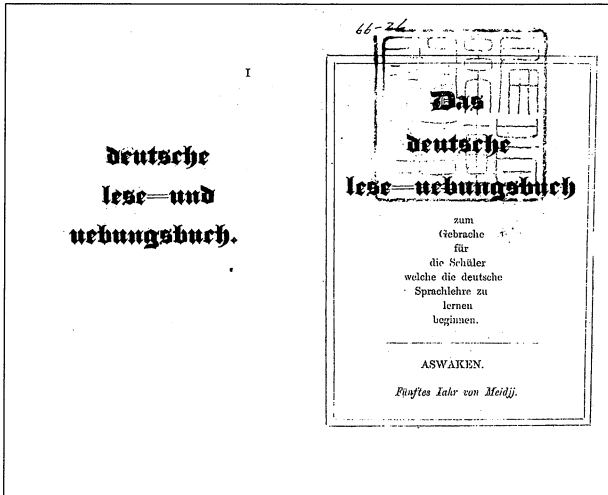 66-26
I
deutsche
lese=und
uebungsbuch.
Das
deutsche
lese=uebungsbuch
zum
Gebrache
für
die Schüler
welche die deutsche
Sprachlehre zu
lernen
beginnen.
ASWAKEN.
Fünftes Iahr von Meidjj.